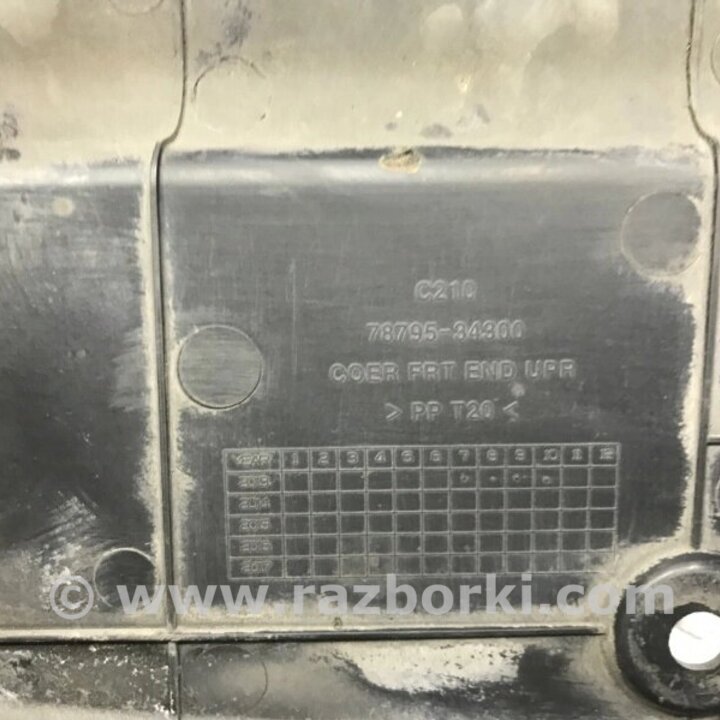 C210
78795-34300
COER FRT END UPR
> PP T20 <
YEAR 1 2 3 4 5 6 7 8 9 10 11 12
2013
2014
2015
2016
2017
© www.razborki.com